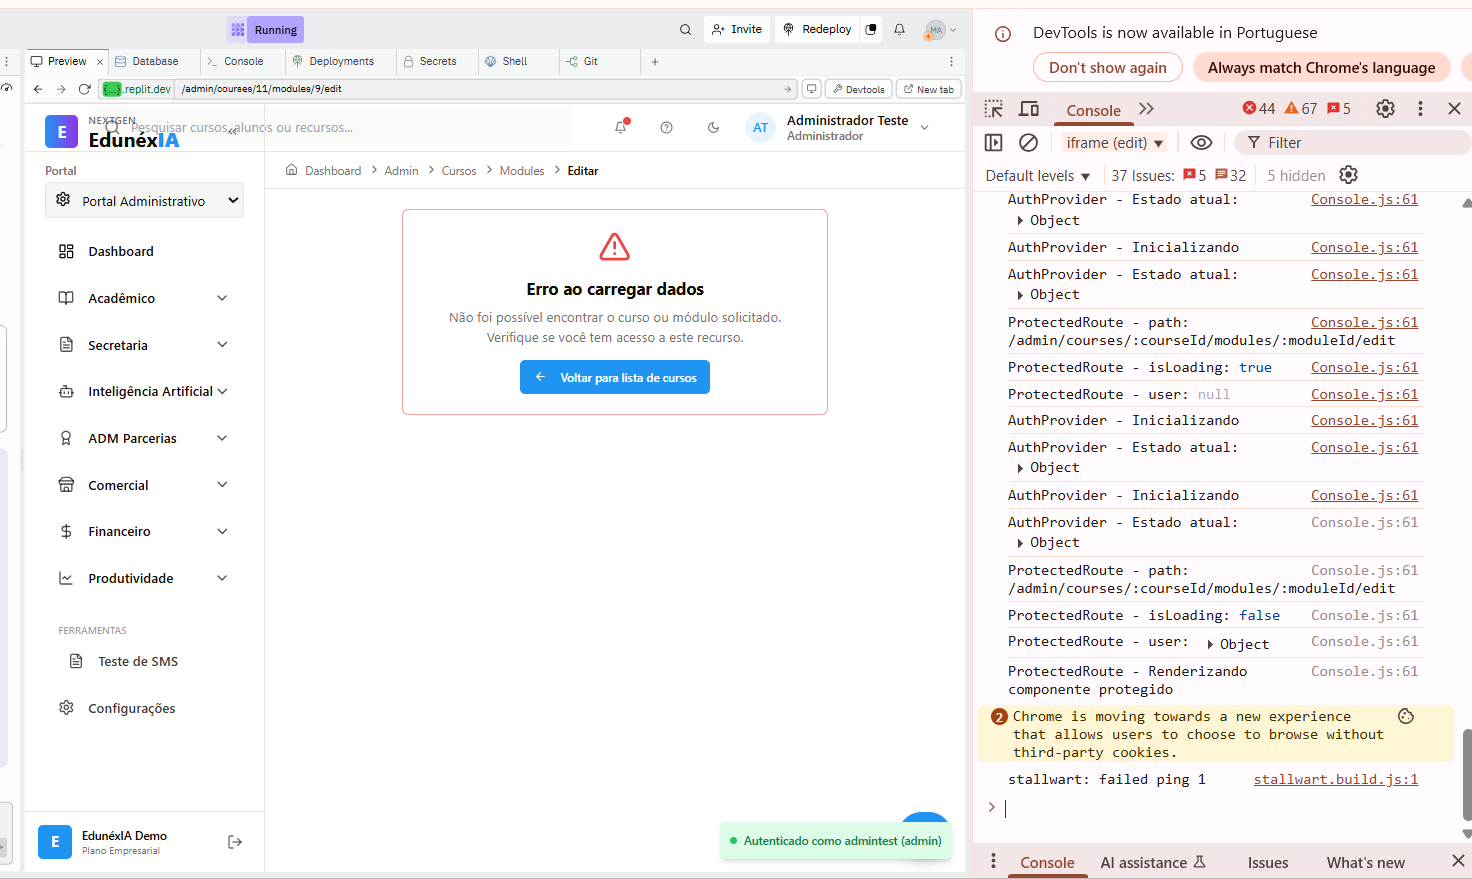 Running
Invite
Redeploy
MA
Preview
Database
Console
Deployments
Secrets
Shell
Git
{...}.replit.dev
/admin/courses/11/modules/9/edit
Devtools
New tab
E
NEXTGEN
EdunéxIA
Pesquisar cursos, alunos ou recursos...
AT
Administrador Teste
Administrador
Portal
Portal Administrativo
Dashboard
Acadêmico
Secretaria
Inteligência Artificial
ADM Parcerias
Comercial
Financeiro
Produtividade
FERRAMENTAS
Teste de SMS
Configurações
E
EdunéxIA Demo
Plano Empresarial
Dashboard > Admin > Cursos > Modules > Editar
Erro ao carregar dados
Não foi possível encontrar o curso ou módulo solicitado.
Verifique se você tem acesso a este recurso.
Voltar para lista de cursos
Autenticado como admintest (admin)
DevTools is now available in Portuguese
Don't show again
Always match Chrome's language
Console
44
67
5
iframe (edit)
Filter
Default levels
37 Issues: 5 32
5 hidden
AuthProvider - Estado atual: Console.js:61
Object
AuthProvider - Inicializando Console.js:61
AuthProvider - Estado atual: Console.js:61
Object
ProtectedRoute - path: Console.js:61
/admin/courses/:courseId/modules/:moduleId/edit
ProtectedRoute - isLoading: true Console.js:61
ProtectedRoute - user: null Console.js:61
AuthProvider - Inicializando Console.js:61
AuthProvider - Estado atual: Console.js:61
Object
AuthProvider - Inicializando Console.js:61
AuthProvider - Estado atual: Console.js:61
Object
ProtectedRoute - path: Console.js:61
/admin/courses/:courseId/modules/:moduleId/edit
ProtectedRoute - isLoading: false Console.js:61
ProtectedRoute - user: Object Console.js:61
ProtectedRoute - Renderizando Console.js:61
componente protegido
2 Chrome is moving towards a new experience
that allows users to choose to browse without
third-party cookies.
stallwart: failed ping 1 stallwart.build.js:1
Console
AI assistance
Issues
What's new